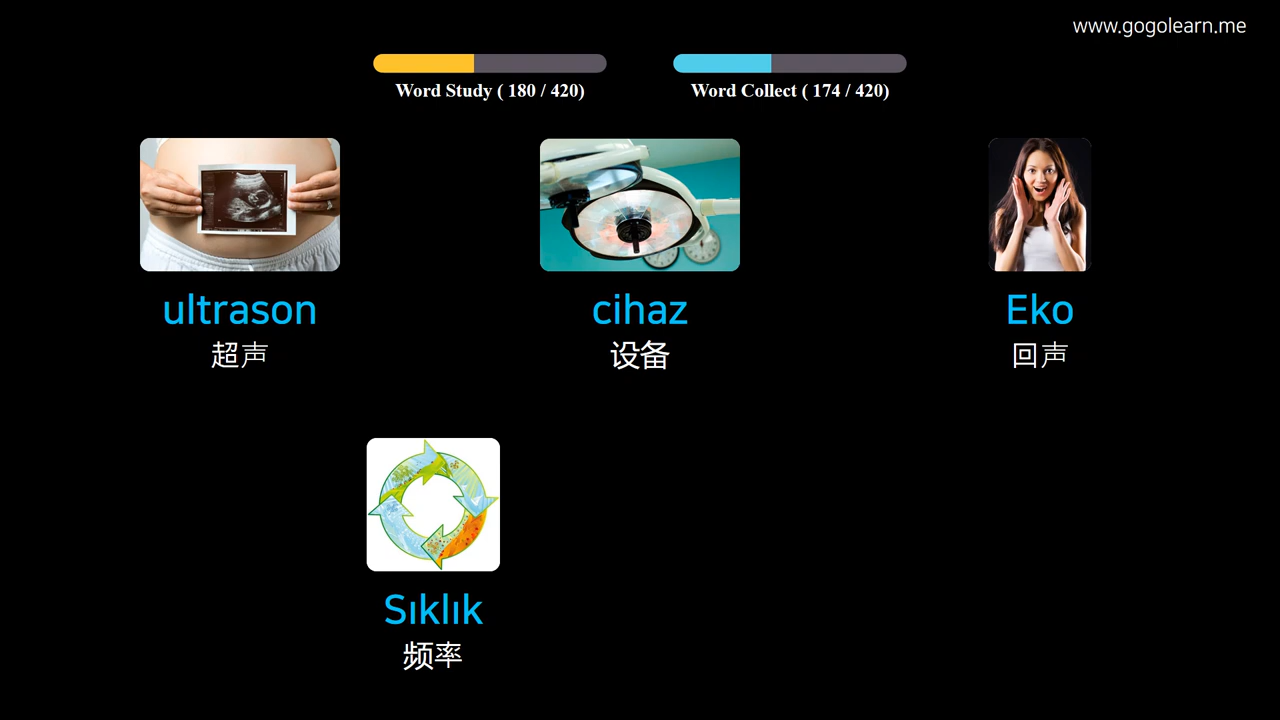 www.gogolearn.me
Word Study ( 180 / 420)
Word Collect ( 174 / 420)
ultrason
超声
cihaz
设备
Eko
回声
Sıklık
频率